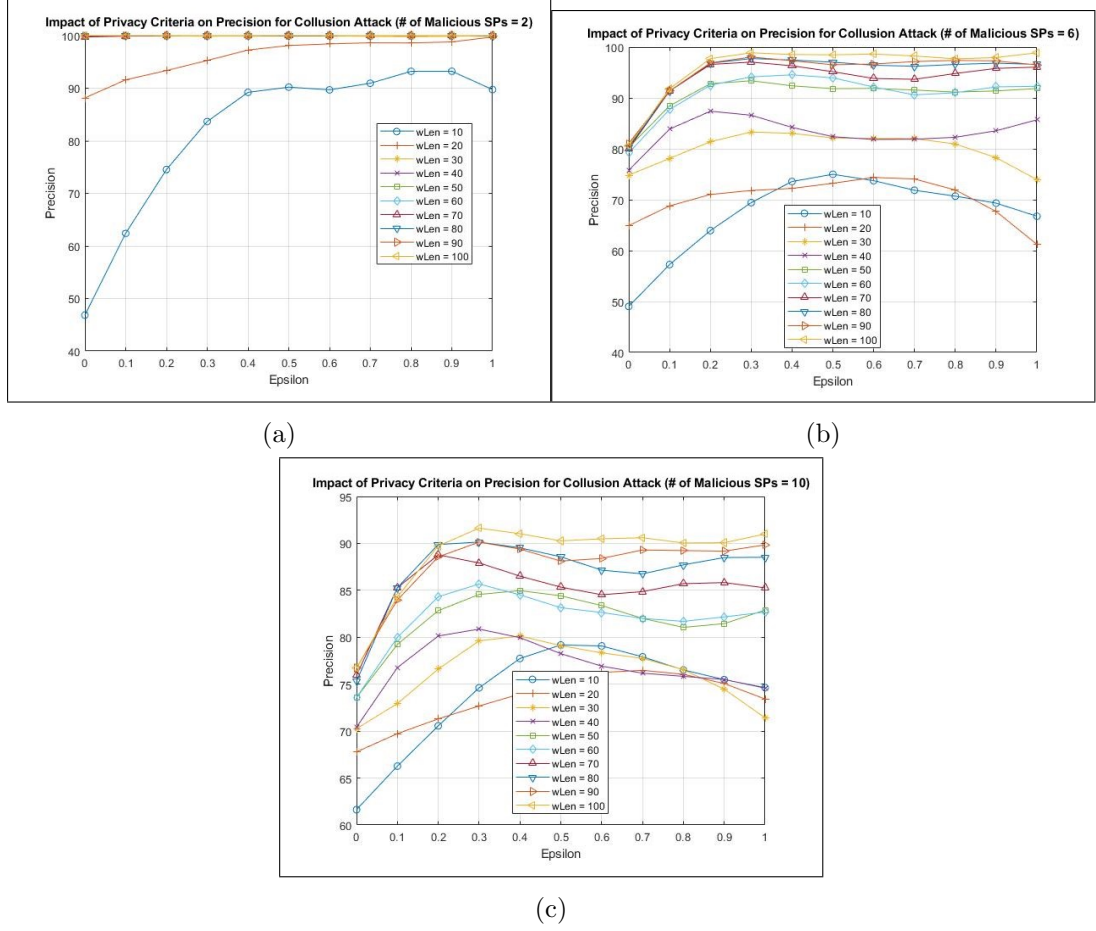 Impact of Privacy Criteria on Precision for Collusion Attack (# of Malicious SPs = 2)
100
90
80
70
60
50
40
Precision
0 0.1 0.2 0.3 0.4 0.5 0.6 0.7 0.8 0.9 1
Epsilon
wLen = 10
wLen = 20
wLen = 30
wLen = 40
wLen = 50
wLen = 60
wLen = 70
wLen = 80
wLen = 90
wLen = 100
(a)
Impact of Privacy Criteria on Precision for Collusion Attack (# of Malicious SPs = 6)
100
90
80
70
60
50
40
Precision
0 0.1 0.2 0.3 0.4 0.5 0.6 0.7 0.8 0.9 1
Epsilon
wLen = 10
wLen = 20
wLen = 30
wLen = 40
wLen = 50
wLen = 60
wLen = 70
wLen = 80
wLen = 90
wLen = 100
(b)
Impact of Privacy Criteria on Precision for Collusion Attack (# of Malicious SPs = 10)
95
90
85
80
75
70
65
60
Precision
0 0.1 0.2 0.3 0.4 0.5 0.6 0.7 0.8 0.9 1
Epsilon
wLen = 10
wLen = 20
wLen = 30
wLen = 40
wLen = 50
wLen = 60
wLen = 70
wLen = 80
wLen = 90
wLen = 100
(c)